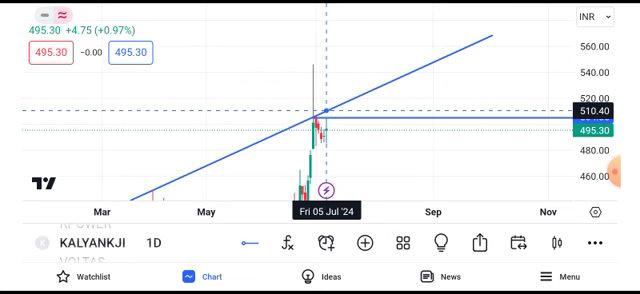 INR
495.30 +4.75 (+0.97%)
495.30 −0.00 495.30
560.00
540.00
520.00
510.40
495.30
480.00
460.00
Mar May Fri 05 Jul '24 Sep Nov
KALYANKJI 1D
VOLTAS
Watchlist Chart Ideas News Menu